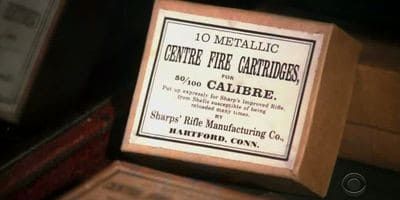 10 METALLIC
CENTRE FIRE CARTRIDGES,
FOR
50/100 CALIBRE.
Put up expressly for Sharp's Improved Rifle,
from Shells susceptible of being
reloaded many times.
BY
Sharps' Rifle Manufacturing Co.,
HARTFORD, CONN.